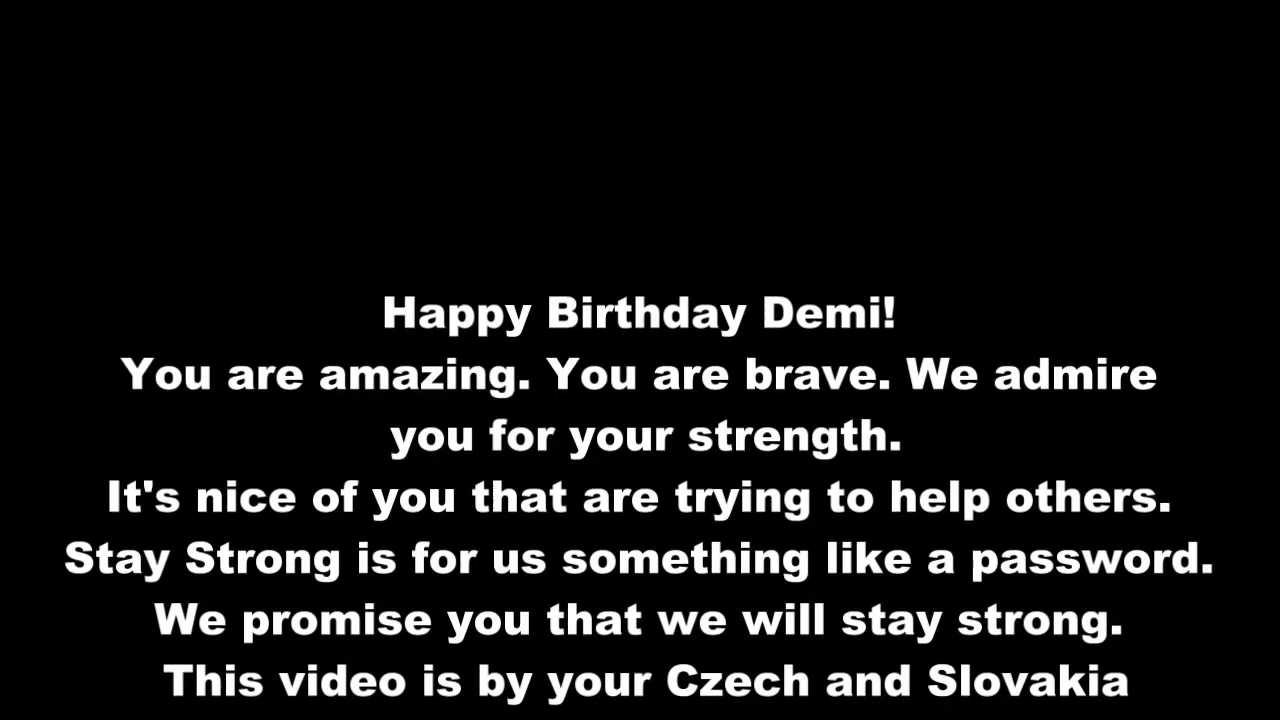 Happy Birthday Demi!
You are amazing. You are brave. We admire
you for your strength.
It's nice of you that are trying to help others.
Stay Strong is for us something like a password.
We promise you that we will stay strong.
This video is by your Czech and Slovakia